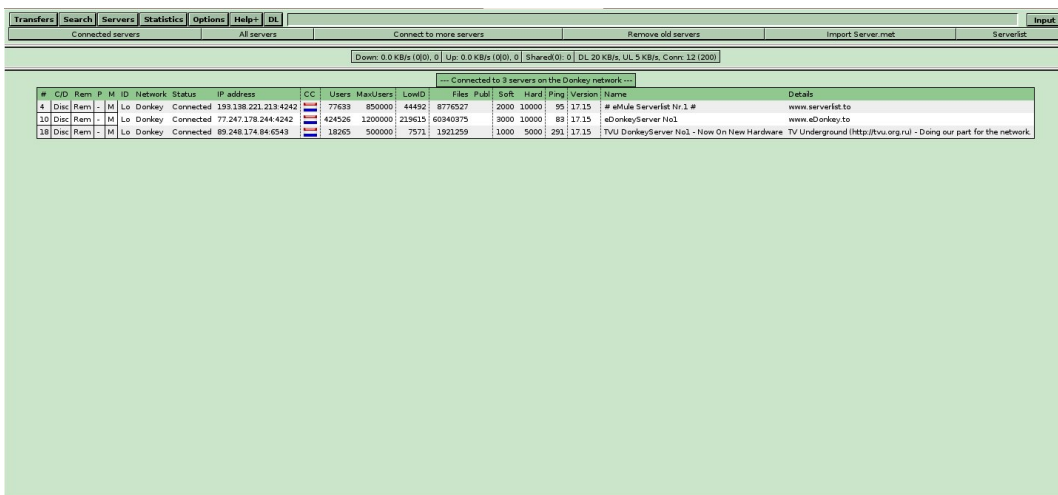 Transfers Search Servers Statistics Options Help+ DL Input
Connected servers All servers Connect to more servers Remove old servers Import Server.met Serverlist
Down: 0.0 KB/s (0|0), 0 Up: 0.0 KB/s (0|0), 0 Shared(0): 0 DL 20 KB/s, UL 5 KB/s, Conn: 12 (200)
--- Connected to 3 servers on the Donkey network ---
# C/D Rem P M ID Network Status IP address CC Users MaxUsers LowID Files Publ Soft Hard Ping Version Name Details
4 Disc Rem - M Lo Donkey Connected 193.138.221.213:4242 77633 850000 44492 8776527 2000 10000 95 17.15 # eMule Serverlist Nr.1 # www.serverlist.to
10 Disc Rem - M Lo Donkey Connected 77.247.178.244:4242 424526 1200000 219615 60340375 3000 10000 83 17.15 eDonkeyServer No1 www.eDonkey.to
18 Disc Rem - M Lo Donkey Connected 89.248.174.84:6543 18265 500000 7571 1921259 1000 5000 291 17.15 TVU DonkeyServer No1 - Now On New Hardware TV Underground (http://tvu.org.ru) - Doing our part for the network.